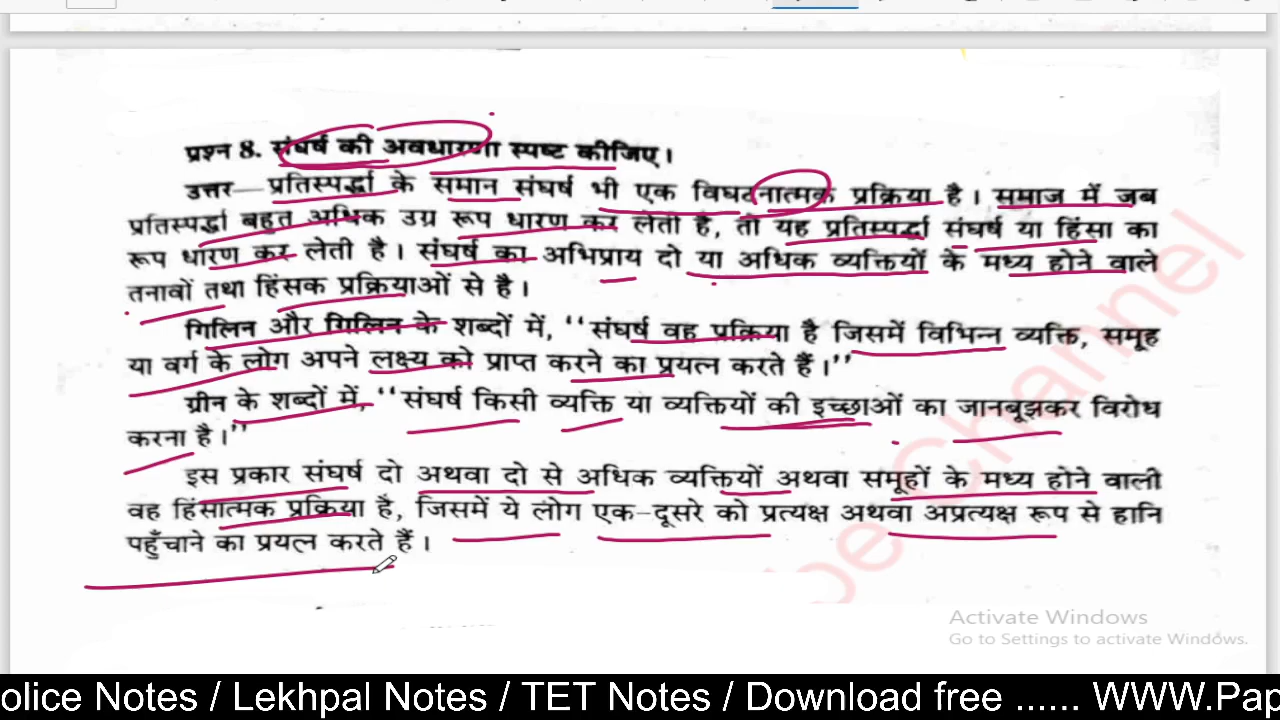 प्रश्न 8. संघर्ष की अवधारणा स्पष्ट कीजिए।
उत्तर—प्रतिस्पर्द्धा के समान संघर्ष भी एक विघटनात्मक प्रक्रिया है। समाज में जब
प्रतिस्पर्द्धा बहुत अधिक उग्र रूप धारण कर लेती है, तो यह प्रतिस्पर्द्धा संघर्ष या हिंसा का
रूप धारण कर लेती है। संघर्ष का अभिप्राय दो या अधिक व्यक्तियों के मध्य होने वाले
तनावों तथा हिंसक प्रक्रियाओं से है।
गिलिन और गिलिन के शब्दों में, ‘‘संघर्ष वह प्रक्रिया है जिसमें विभिन्न व्यक्ति, समूह
या वर्ग के लोग अपने लक्ष्य को प्राप्त करने का प्रयत्न करते हैं।’’
ग्रीन के शब्दों में, ‘‘संघर्ष किसी व्यक्ति या व्यक्तियों की इच्छाओं का जानबूझकर विरोध
करना है।’’
इस प्रकार संघर्ष दो अथवा दो से अधिक व्यक्तियों अथवा समूहों के मध्य होने वाली
वह हिंसात्मक प्रक्रिया है, जिसमें ये लोग एक-दूसरे को प्रत्यक्ष अथवा अप्रत्यक्ष रूप से हानि
पहुँचाने का प्रयत्न करते हैं।
be Channel
Activate Windows
Go to Settings to activate Windows.
olice Notes / Lekhpal Notes / TET Notes / Download free ...... WWW.Pap